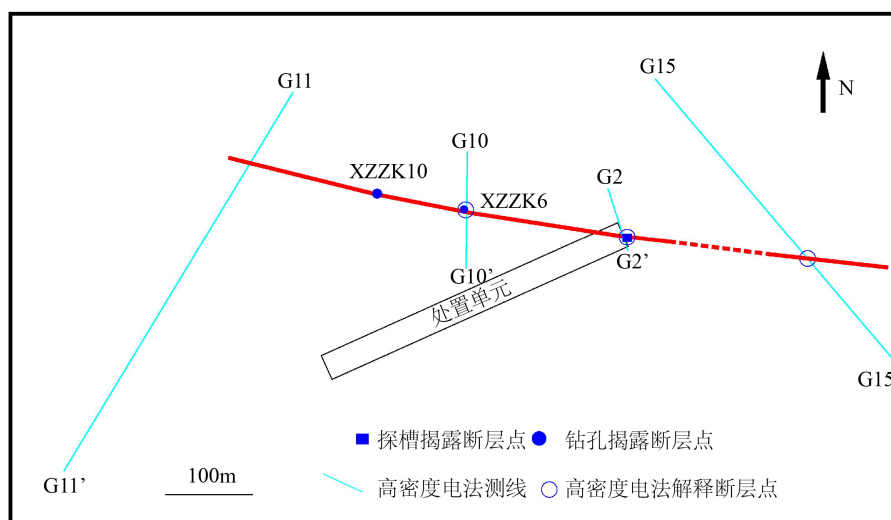 G15
G11
N
G10
XZZK10
G2
XZZK6
G2’
G10’
处置单元
G15
探槽揭露断层点
钻孔揭露断层点
G11’
100m
高密度电法测线
高密度电法解释断层点